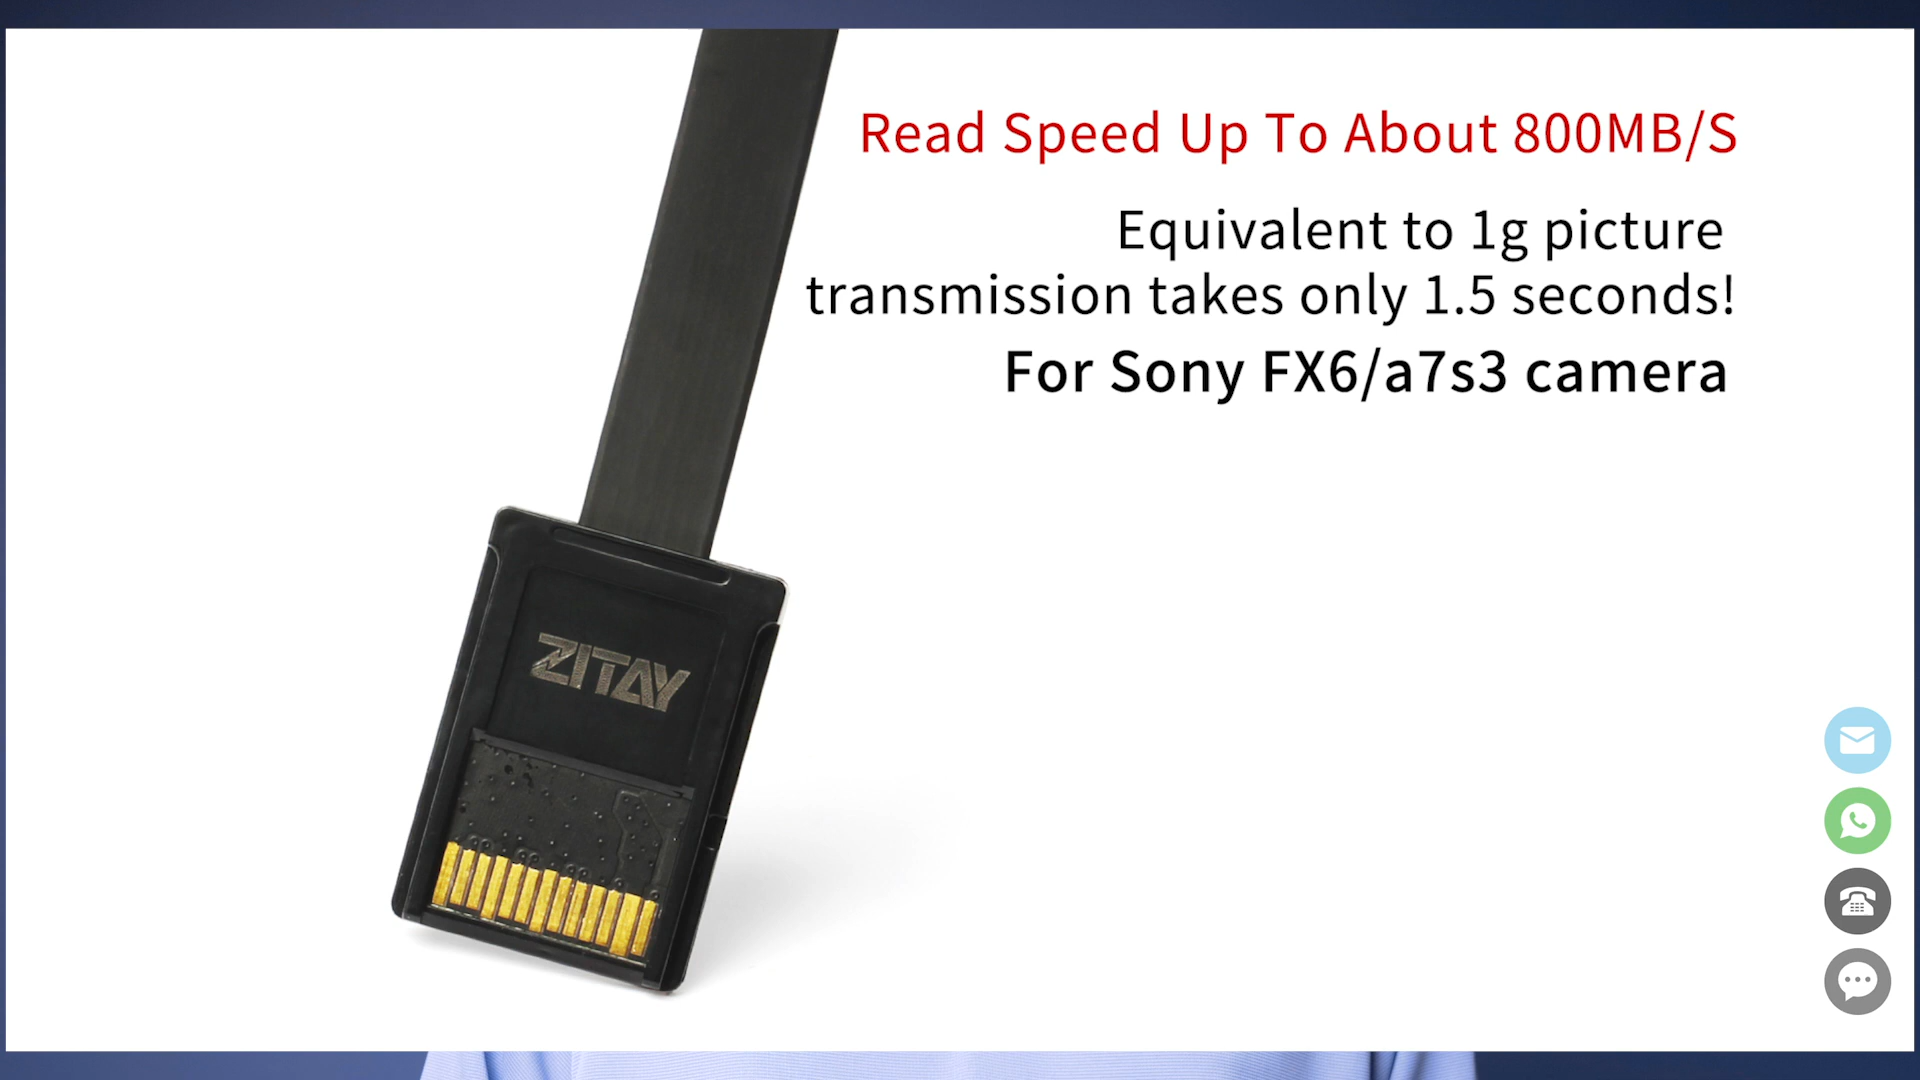 Read Speed Up To About 800MB/S
Equivalent to 1g picture
transmission takes only 1.5 seconds!
For Sony FX6/a7s3 camera
ZITAY